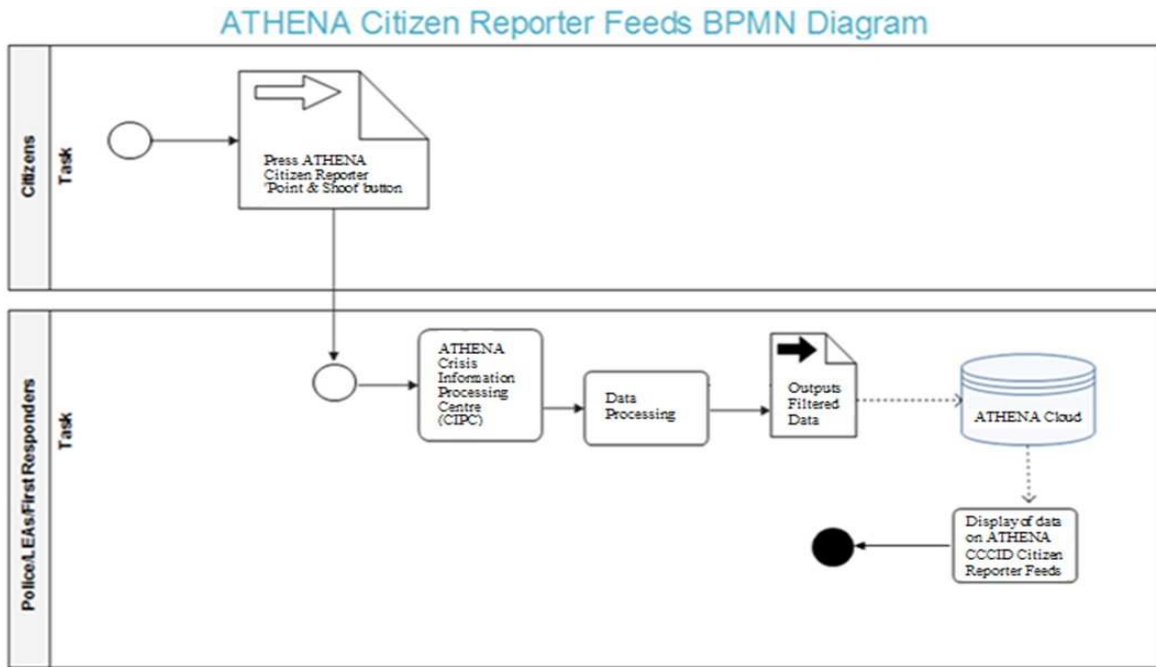 ATHENA Citizen Reporter Feeds BPMN Diagram
Citizens
Task
Press ATHENA
Citizen Reporter
'Point & Shoot' button
Police/LEAs/First Responders
Task
ATHENA
Crisis
Information
Processing
Centre
(CIPC)
Data
Processing
Outputs
Filtered
Data
ATHENA Cloud
Display of data
on ATHENA
CCCID Citizen
Reporter Feeds